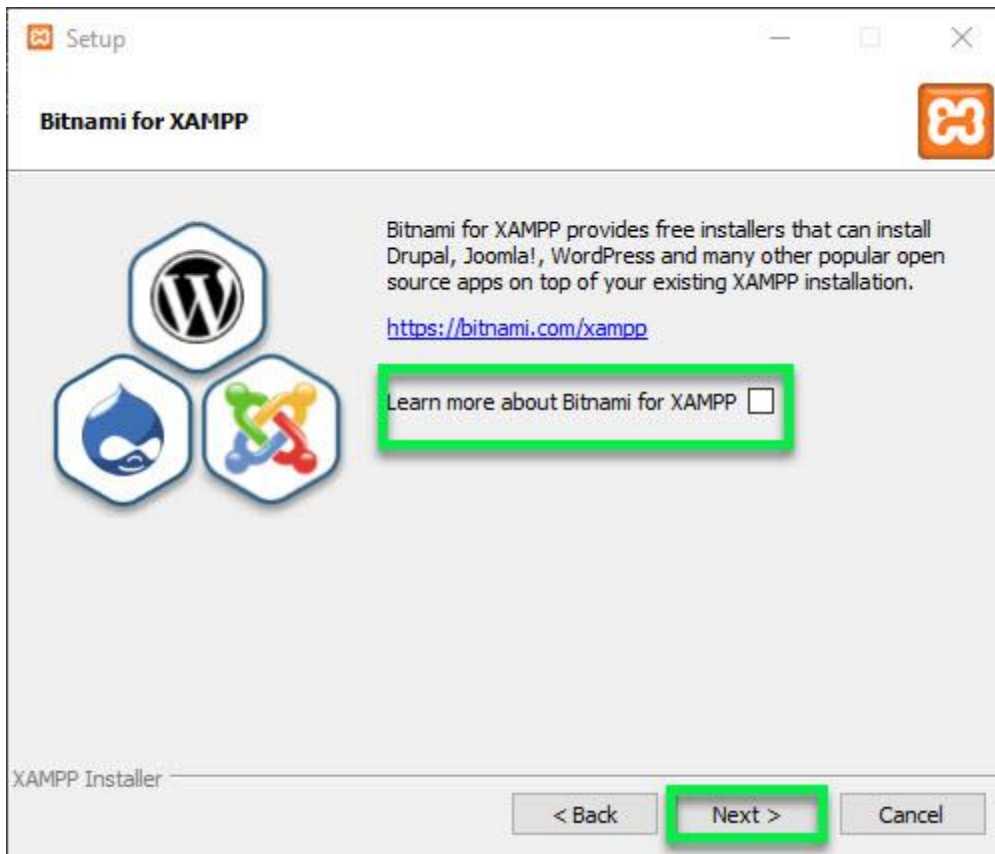 Setup
Bitnami for XAMPP
Bitnami for XAMPP provides free installers that can install
Drupal, Joomla!, WordPress and many other popular open
source apps on top of your existing XAMPP installation.
https://bitnami.com/xampp
Learn more about Bitnami for XAMPP
XAMPP Installer
< Back Next > Cancel